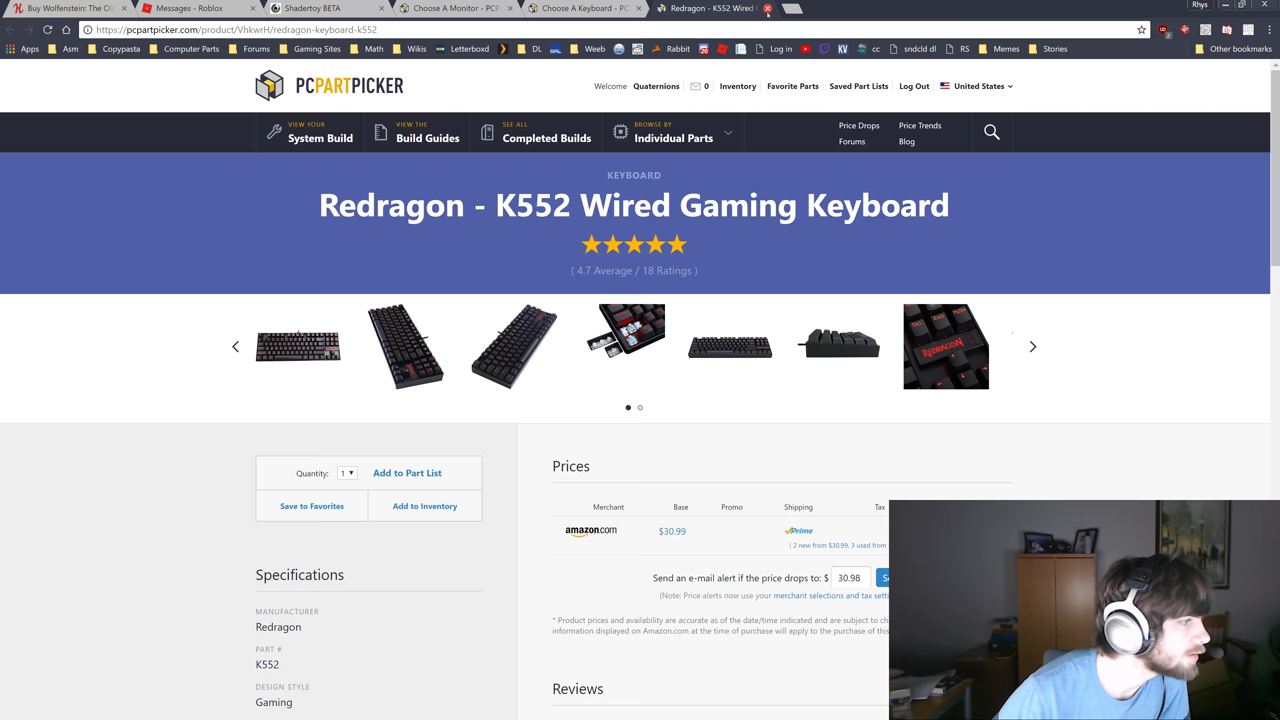 Buy Wolfenstein: The Ol
Messages - Roblox
Shadertoy BETA
Choose A Monitor - PCP
Choose A Keyboard - PC
Redragon - K552 Wired
Rhys
https://pcpartpicker.com/product/VhkwrH/redragon-keyboard-k552
Apps Asm Copypasta Computer Parts Forums Gaming Sites Math Wikis Letterboxd DL Weeb Rabbit Log in KV cc sndcld dl RS Memes Stories Other bookmarks
PCPARTPICKER
Welcome Quaternions 0 Inventory Favorite Parts Saved Part Lists Log Out United States
VIEW YOUR
System Build
VIEW THE
Build Guides
SEE ALL
Completed Builds
BROWSE BY
Individual Parts
Price Drops Price Trends
Forums Blog
KEYBOARD
Redragon - K552 Wired Gaming Keyboard
( 4.7 Average / 18 Ratings )
REDRAGON
Quantity: 1 Add to Part List
Save to Favorites Add to Inventory
Specifications
MANUFACTURER
Redragon
PART #
K552
DESIGN STYLE
Gaming
Prices
Merchant Base Promo Shipping Tax
amazon.com $30.99 Prime
( 2 new from $30.99, 3 used from
Send an e-mail alert if the price drops to: $ 30.98 S
(Note: Price alerts now use your merchant selections and tax setti
* Product prices and availability are accurate as of the date/time indicated and are subject to ch
information displayed on Amazon.com at the time of purchase will apply to the purchase of this
Reviews